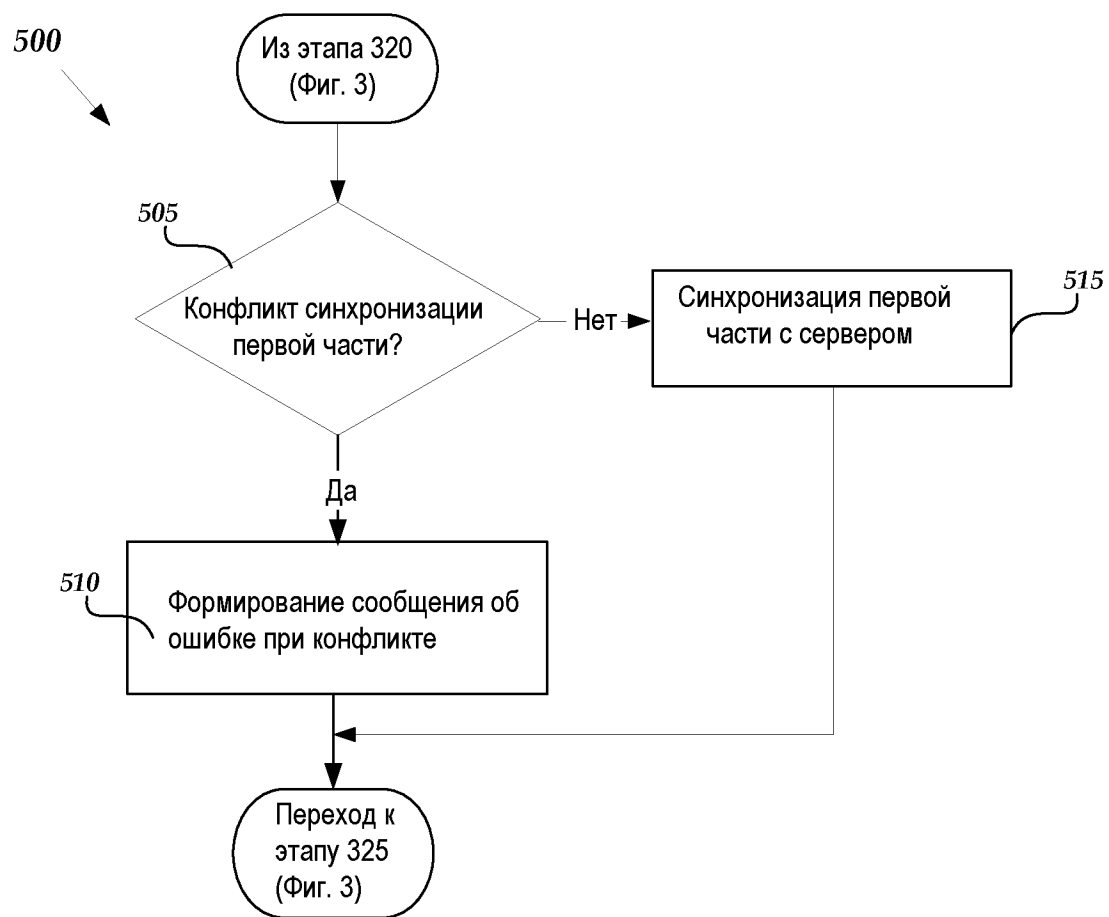 500
Из этапа 320
(Фиг. 3)
505
Конфликт синхронизации
первой части?
Нет
Синхронизация первой
части с сервером
515
Да
510
Формирование сообщения об
ошибке при конфликте
Переход к
этапу 325
(Фиг. 3)